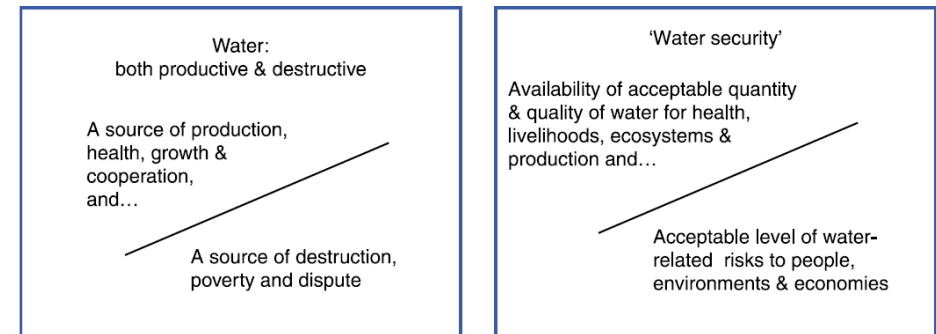 Water:
both productive & destructive
A source of production,
health, growth &
cooperation,
and...
A source of destruction,
poverty and dispute
‘Water security’
Availability of acceptable quantity
& quality of water for health,
livelihoods, ecosystems &
production and...
Acceptable level of water-
related risks to people,
environments & economies